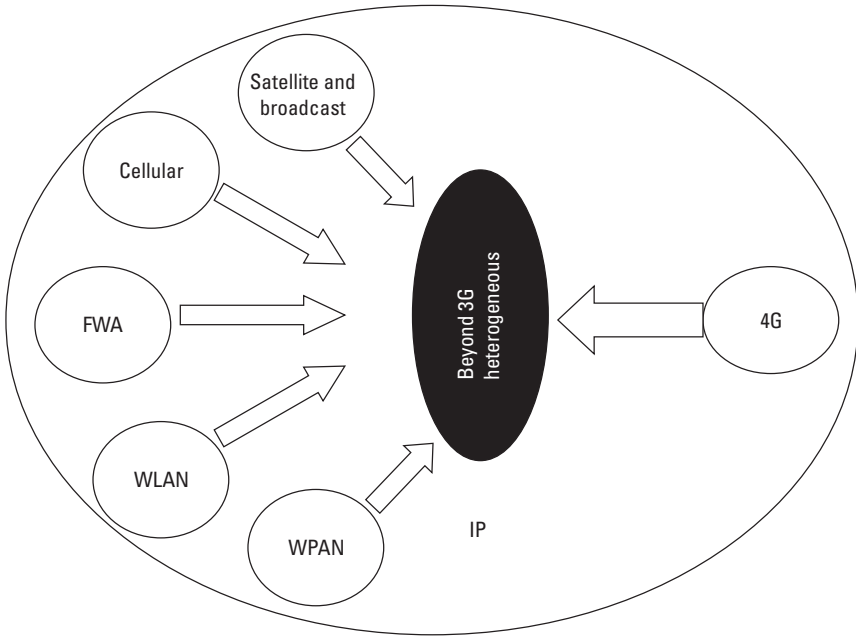 Satellite and
broadcast
Cellular
FWA
WLAN
WPAN
Beyond 3G
heterogeneous
IP
4G